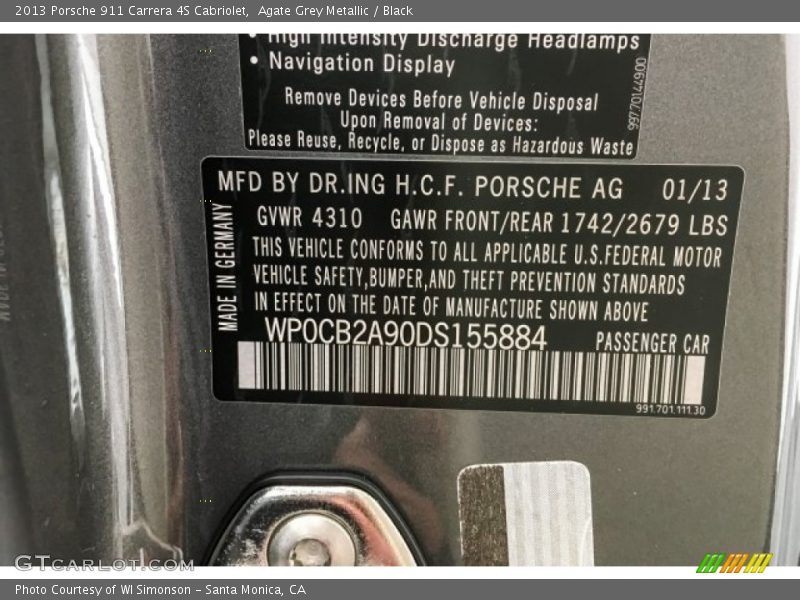 2013 Porsche 911 Carrera 4S Cabriolet,  Agate Grey Metallic / Black
• High Intensity Discharge Headlamps
• Navigation Display
Remove Devices Before Vehicle Disposal
Upon Removal of Devices:
Please Reuse, Recycle, or Dispose as Hazardous Waste
997.701.449.00
MFD BY DR.ING H.C.F. PORSCHE AG 01/13
GVWR 4310 GAWR FRONT/REAR 1742/2679 LBS
THIS VEHICLE CONFORMS TO ALL APPLICABLE U.S.FEDERAL MOTOR
VEHICLE SAFETY,BUMPER,AND THEFT PREVENTION STANDARDS
IN EFFECT ON THE DATE OF MANUFACTURE SHOWN ABOVE
MADE IN GERMANY
WP0CB2A90DS155884 PASSENGER CAR
991.701.111.30
GTcarlot.com
Photo Courtesy of WI Simonson – Santa Monica, CA